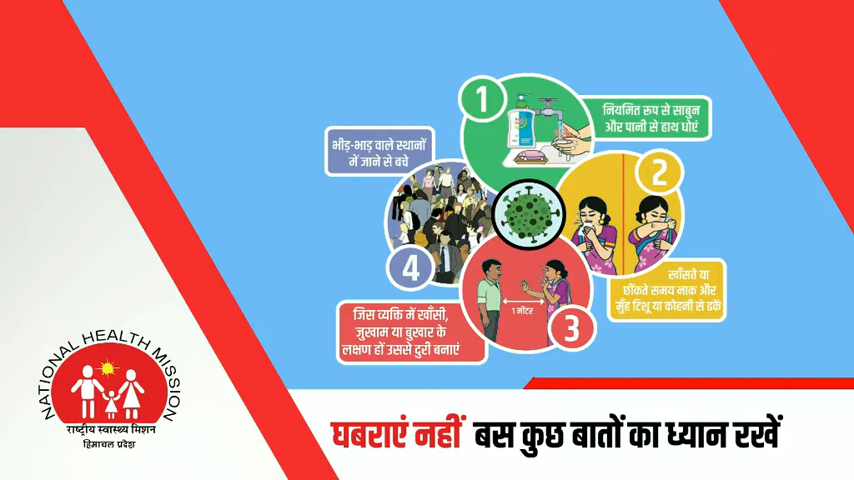 1
नियमित रूप से साबुन
और पानी से हाथ धोएं
2
खाँसते या
छींकते समय नाक और
मुँह टिशू या कोहनी से ढकें
1 मीटर
3
जिस व्यक्ति में खाँसी,
जुखाम या बुखार के
लक्षण हों उससे दुरी बनाएं
भीड़-भाड़ वाले स्थानों
में जाने से बचे
4
NATIONAL HEALTH MISSION
राष्ट्रीय स्वास्थ्य मिशन
हिमाचल प्रदेश
घबराएं नहीं बस कुछ बातों का ध्यान रखें